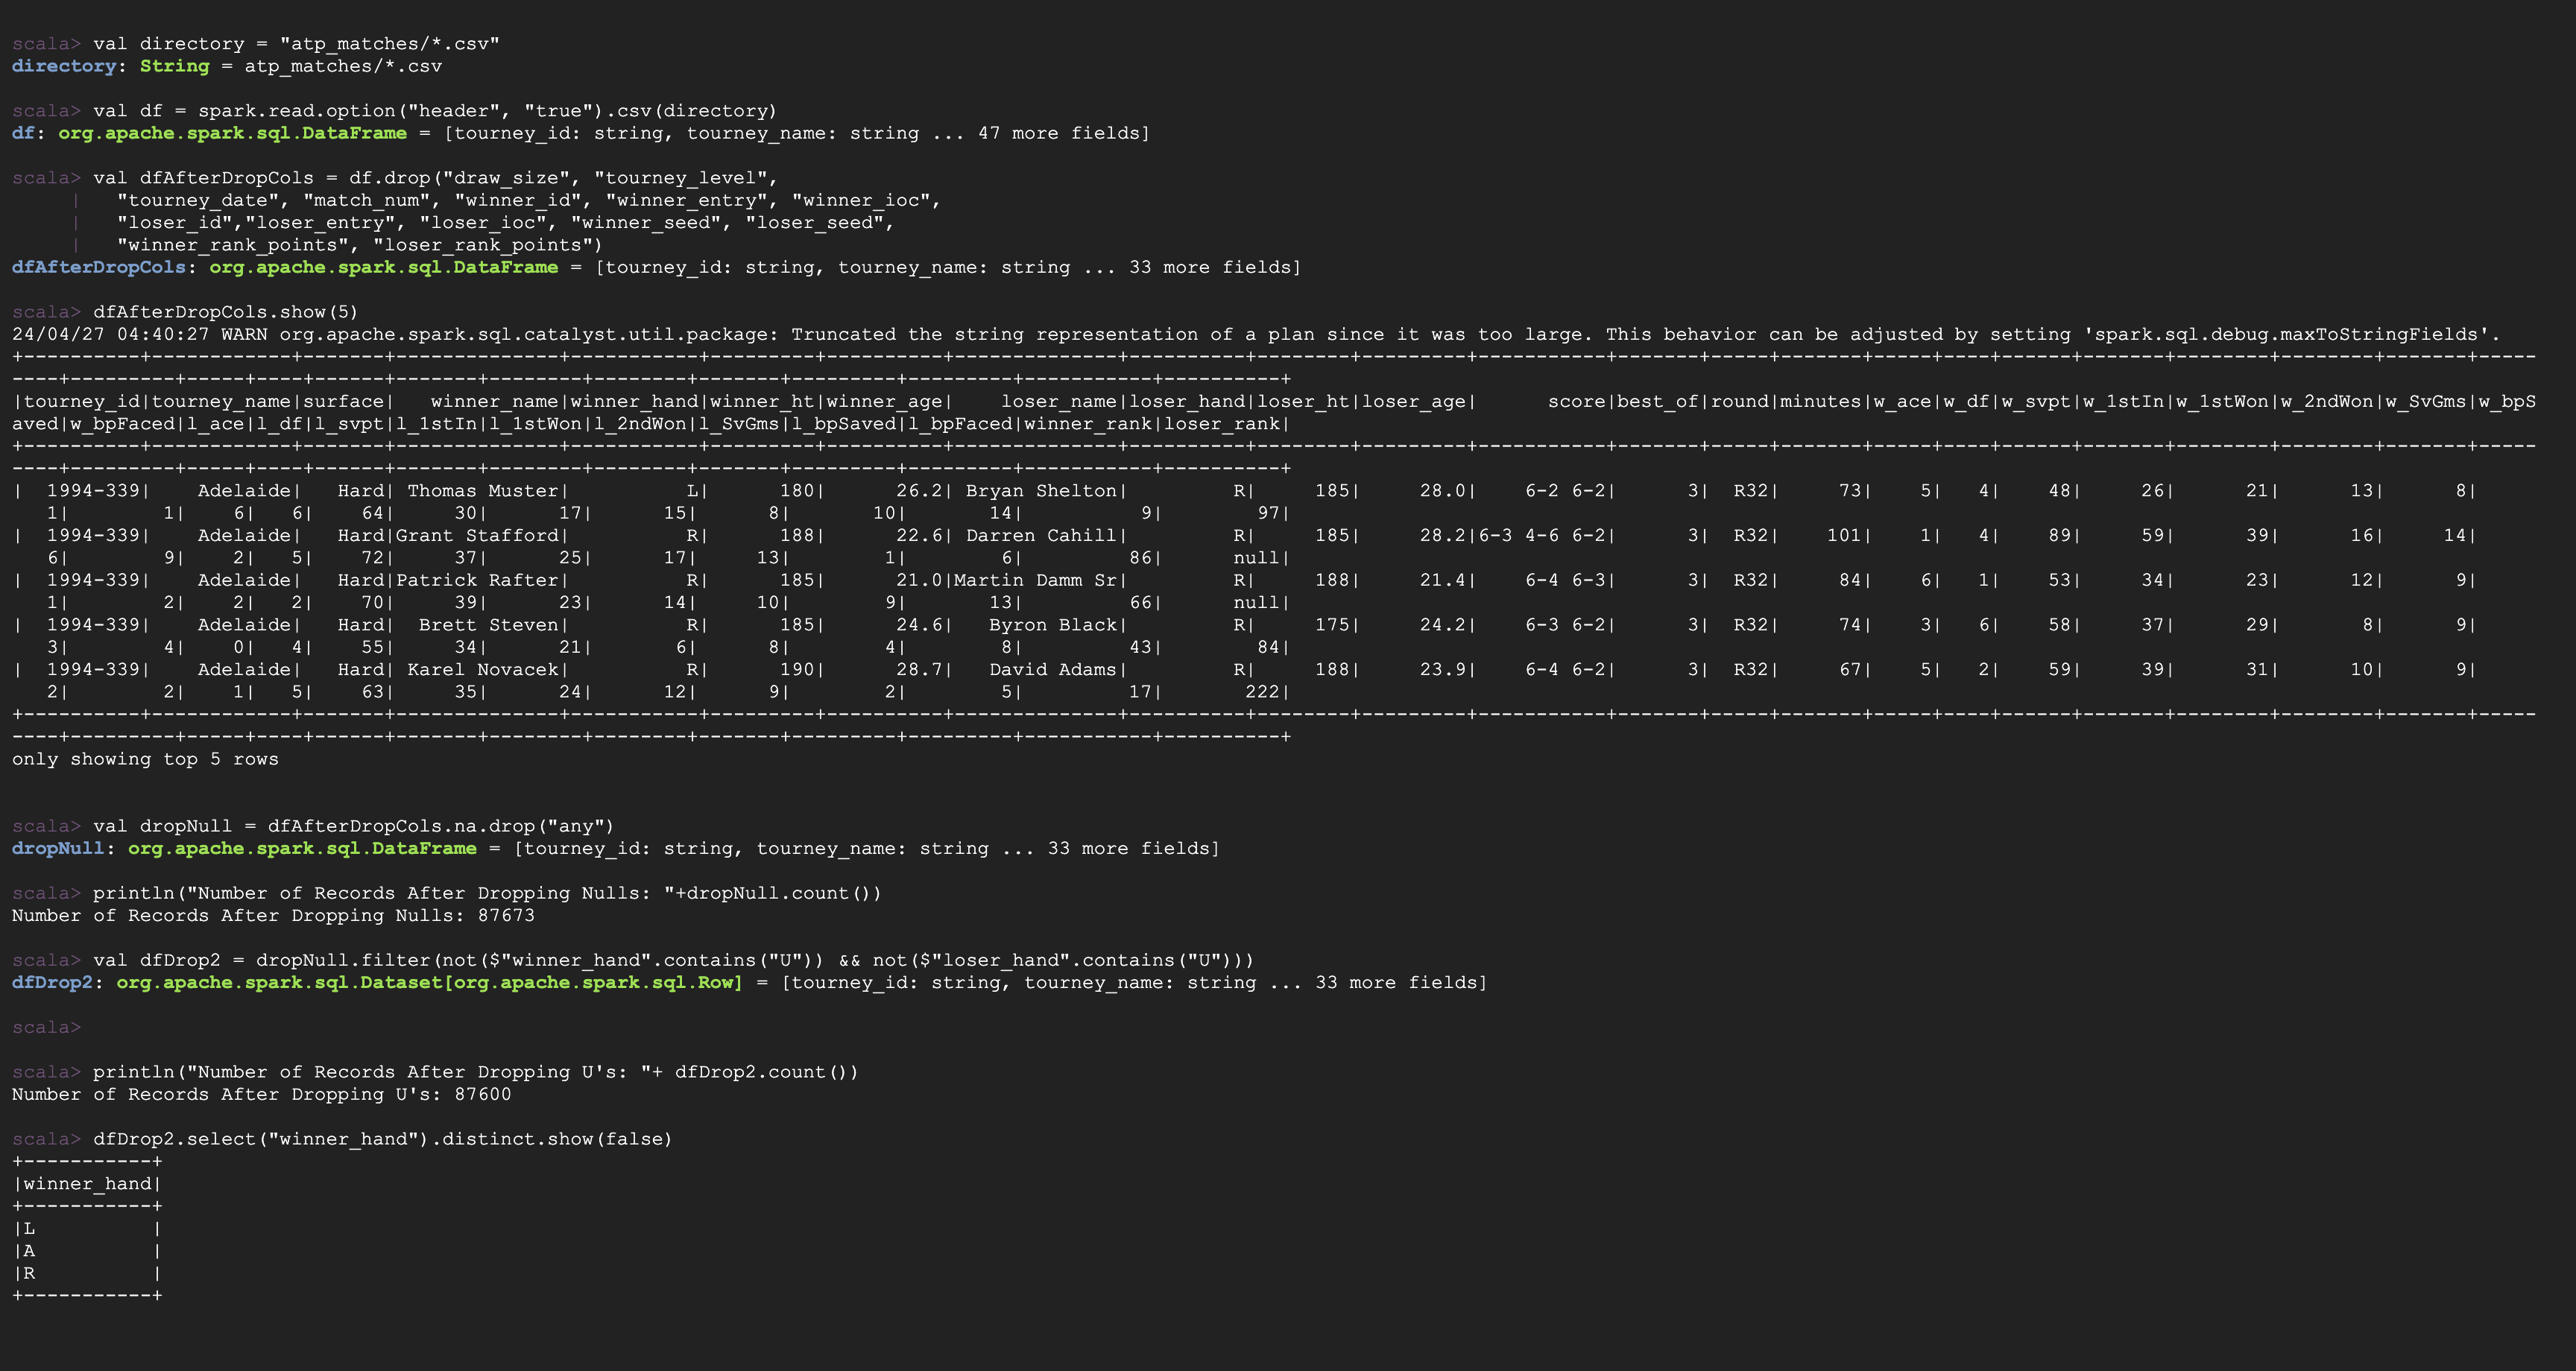 scala> val directory = "atp_matches/*.csv"
directory: String = atp_matches/*.csv
scala> val df = spark.read.option("header", "true").csv(directory)
df: org.apache.spark.sql.DataFrame = [tourney_id: string, tourney_name: string ... 47 more fields]
scala> val dfAfterDropCols = df.drop("draw_size", "tourney_level",
     |   "tourney_date", "match_num", "winner_id", "winner_entry", "winner_ioc",
     |   "loser_id","loser_entry", "loser_ioc", "winner_seed", "loser_seed",
     |   "winner_rank_points", "loser_rank_points")
dfAfterDropCols: org.apache.spark.sql.DataFrame = [tourney_id: string, tourney_name: string ... 33 more fields]
scala> dfAfterDropCols.show(5)
24/04/27 04:40:27 WARN org.apache.spark.sql.catalyst.util.package: Truncated the string representation of a plan since it was too large. This behavior can be adjusted by setting 'spark.sql.debug.maxToStringFields'.
+----------+------------+-------+--------------+-----------+---------+----------+--------------+----------+--------+---------+-----------+-------+-----+-------+-----+----+------+-------+--------+--------+-------+-----
----+---------+-----+----+------+-------+--------+--------+-------+---------+---------+-----------+----------+
|tourney_id|tourney_name|surface|   winner_name|winner_hand|winner_ht|winner_age|    loser_name|loser_hand|loser_ht|loser_age|      score|best_of|round|minutes|w_ace|w_df|w_svpt|w_1stIn|w_1stWon|w_2ndWon|w_SvGms|w_bpS
aved|w_bpFaced|l_ace|l_df|l_svpt|l_1stIn|l_1stWon|l_2ndWon|l_SvGms|l_bpSaved|l_bpFaced|winner_rank|loser_rank|
+----------+------------+-------+--------------+-----------+---------+----------+--------------+----------+--------+---------+-----------+-------+-----+-------+-----+----+------+-------+--------+--------+-------+-----
----+---------+-----+----+------+-------+--------+--------+-------+---------+---------+-----------+----------+
|  1994-339|    Adelaide|   Hard| Thomas Muster|          L|      180|      26.2| Bryan Shelton|         R|     185|     28.0|    6-2 6-2|      3|  R32|     73|    5|   4|    48|     26|      21|      13|      8|
   1|        1|    6|   6|    64|     30|      17|      15|      8|       10|       14|          9|        97|
|  1994-339|    Adelaide|   Hard|Grant Stafford|          R|      188|      22.6| Darren Cahill|         R|     185|     28.2|6-3 4-6 6-2|      3|  R32|    101|    1|   4|    89|     59|      39|      16|     14|
   6|        9|    2|   5|    72|     37|      25|      17|     13|        1|        6|         86|      null|
|  1994-339|    Adelaide|   Hard|Patrick Rafter|          R|      185|      21.0|Martin Damm Sr|         R|     188|     21.4|    6-4 6-3|      3|  R32|     84|    6|   1|    53|     34|      23|      12|      9|
   1|        2|    2|   2|    70|     39|      23|      14|     10|        9|       13|         66|      null|
|  1994-339|    Adelaide|   Hard|  Brett Steven|          R|      185|      24.6|   Byron Black|         R|     175|     24.2|    6-3 6-2|      3|  R32|     74|    3|   6|    58|     37|      29|       8|      9|
   3|        4|    0|   4|    55|     34|      21|       6|      8|        4|        8|         43|        84|
|  1994-339|    Adelaide|   Hard| Karel Novacek|          R|      190|      28.7|   David Adams|         R|     188|     23.9|    6-4 6-2|      3|  R32|     67|    5|   2|    59|     39|      31|      10|      9|
   2|        2|    1|   5|    63|     35|      24|      12|      9|        2|        5|         17|       222|
+----------+------------+-------+--------------+-----------+---------+----------+--------------+----------+--------+---------+-----------+-------+-----+-------+-----+----+------+-------+--------+--------+-------+-----
----+---------+-----+----+------+-------+--------+--------+-------+---------+---------+-----------+----------+
only showing top 5 rows
scala> val dropNull = dfAfterDropCols.na.drop("any")
dropNull: org.apache.spark.sql.DataFrame = [tourney_id: string, tourney_name: string ... 33 more fields]
scala> println("Number of Records After Dropping Nulls: "+dropNull.count())
Number of Records After Dropping Nulls: 87673
scala> val dfDrop2 = dropNull.filter(not($"winner_hand".contains("U")) && not($"loser_hand".contains("U")))
dfDrop2: org.apache.spark.sql.Dataset[org.apache.spark.sql.Row] = [tourney_id: string, tourney_name: string ... 33 more fields]
scala>
scala> println("Number of Records After Dropping U's: "+ dfDrop2.count())
Number of Records After Dropping U's: 87600
scala> dfDrop2.select("winner_hand").distinct.show(false)
+-----------+
|winner_hand|
+-----------+
|L          |
|A          |
|R          |
+-----------+